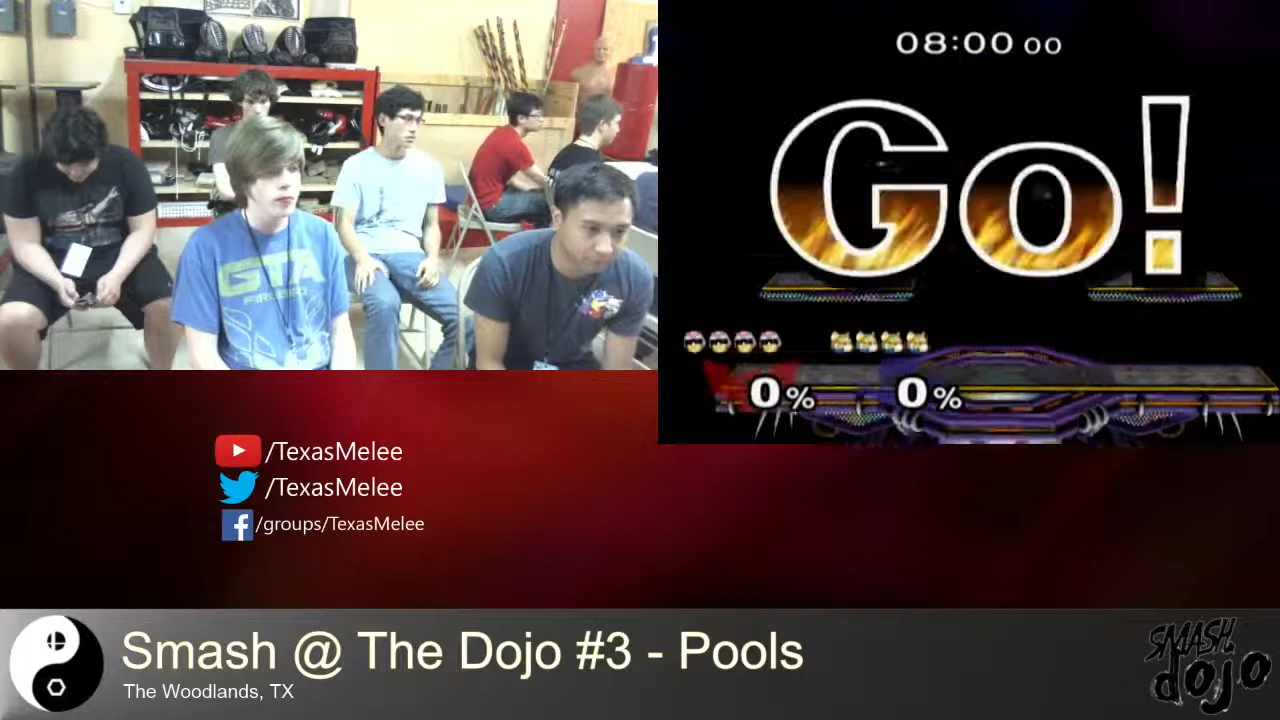 08:00 00
Go!
0%
0%
GTA
/TexasMelee
/TexasMelee
/groups/TexasMelee
Smash @ The Dojo #3 - Pools
The Woodlands, TX
SMASH
dojo